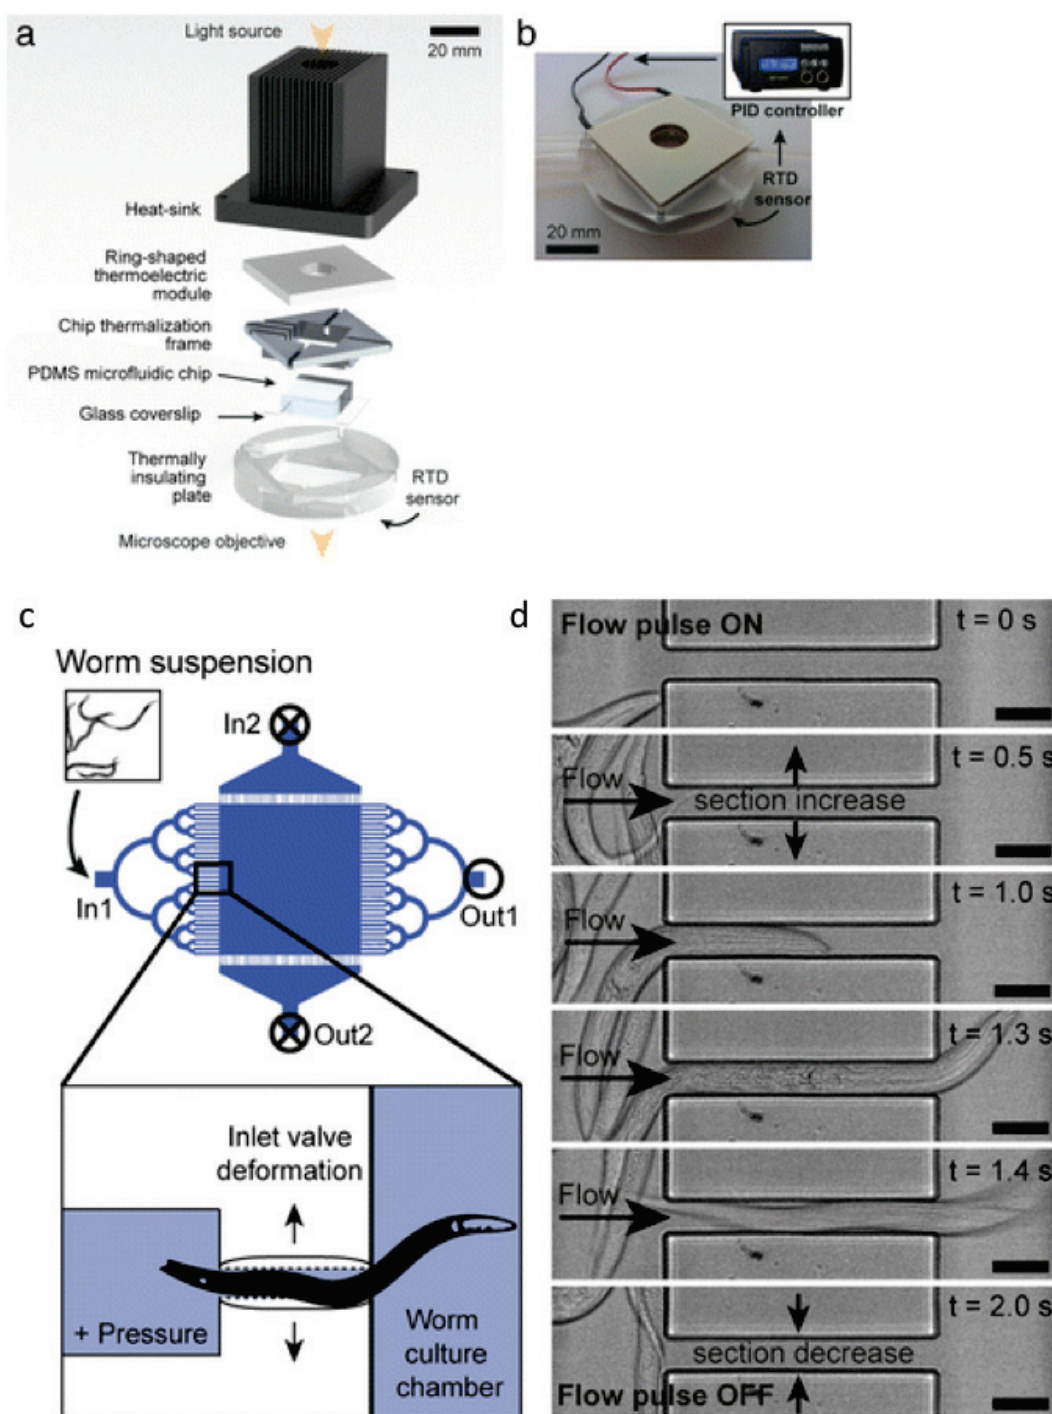 a
Light source
20 mm
Heat-sink
Ring-shaped
thermoelectric
module
Chip thermalization
frame
PDMS microfluidic chip
Glass coverslip
Thermally
insulating
plate
RTD
sensor
Microscope objective
b
PID controller
RTD
sensor
20 mm
c
Worm suspension
In2
In1
Out1
Out2
Inlet valve
deformation
+ Pressure
Worm
culture
chamber
d
Flow pulse ON
t = 0 s
t = 0.5 s
Flow
section increase
t = 1.0 s
Flow
t = 1.3 s
Flow
t = 1.4 s
Flow
t = 2.0 s
section decrease
Flow pulse OFF